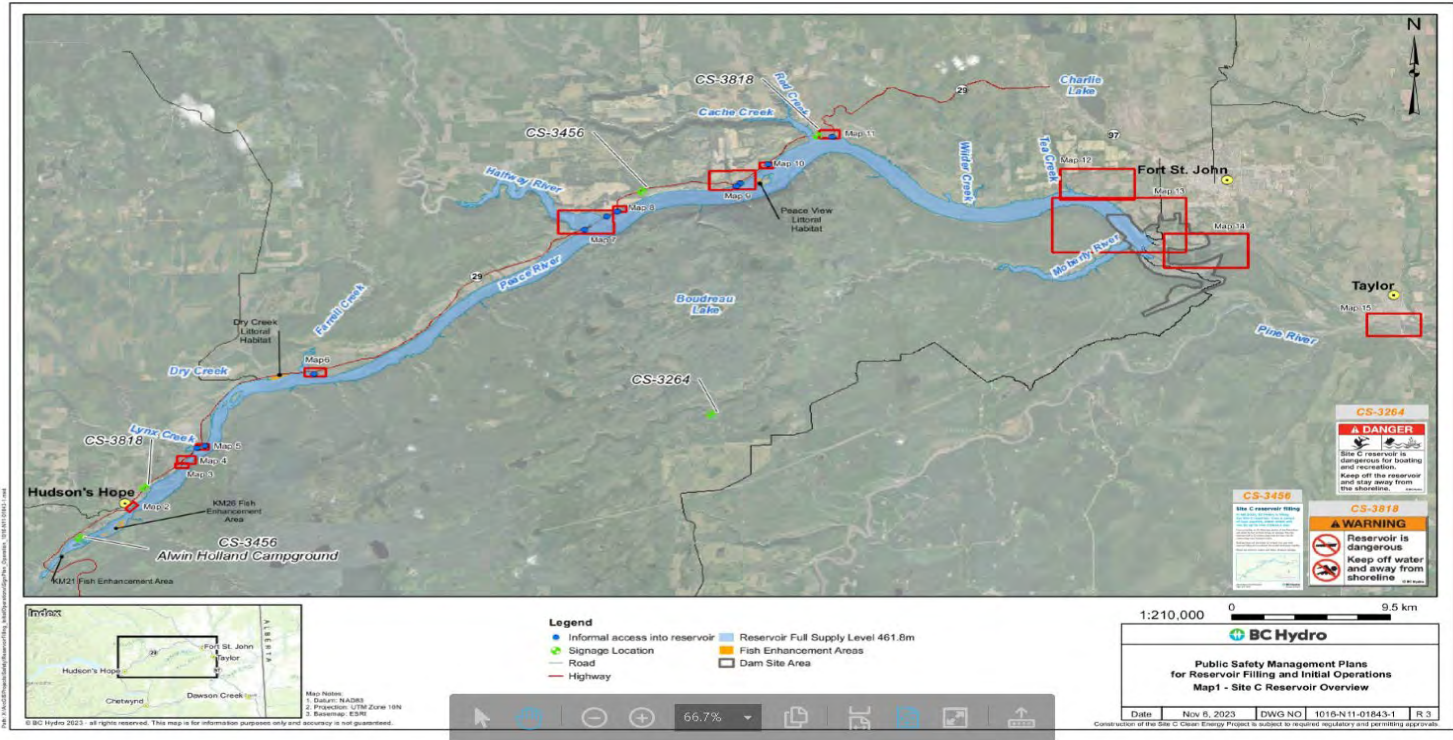 N
CS-3818
Red Creek
29
Charlie
Lake
Cache Creek
CS-3456
Map 11
97
Halfway River
Map 10
Wilder Creek
Tea Creek
Map 12
Fort St. John
Map 9
Map 13
Map 8
Peace View
Littoral
Habitat
Map 7
Map 14
Moberly River
29
Peace River
Boudreau
Lake
Taylor
Farrell Creek
Map 15
Pine River
Dry Creek
Littoral
Habitat
Map6
Dry Creek
CS-3264
Lynx Creek
CS-3818
Map 5
Map 4
Map 3
Hudson's Hope
Map 2
KM26 Fish
Enhancement
Area
CS-3456
Alwin Holland Campground
KM21 Fish Enhancement Area
CS-3264
DANGER
Site C reservoir is
dangerous for boating
and recreation.
Keep off the reservoir
and stay away from
the shoreline.
CS-3456
Site C reservoir filling
CS-3818
WARNING
Reservoir is
dangerous
Keep off water
and away from
shoreline
BC Hydro
Index
ALBERTA
29
Fort St. John
Taylor
97
Hudson's Hope
Dawson Creek
Chetwynd
Map Notes:
1. Datum: NAD83
2. Projection: UTM Zone 10N
3. Basemap: ESRI
© BC Hydro 2023 - all rights reserved. This map is for information purposes only and accuracy is not guaranteed.
Legend
Informal access into reservoir
Signage Location
Road
Highway
Reservoir Full Supply Level 461.8m
Fish Enhancement Areas
Dam Site Area
1:210,000
0 9.5 km
BC Hydro
Public Safety Management Plans
for Reservoir Filling and Initial Operations
Map1 - Site C Reservoir Overview
Date Nov 6, 2023 DWG NO 1016-N11-01843-1 R 3
Construction of the Site C Clean Energy Project is subject to required regulatory and permitting approvals.
66.7%